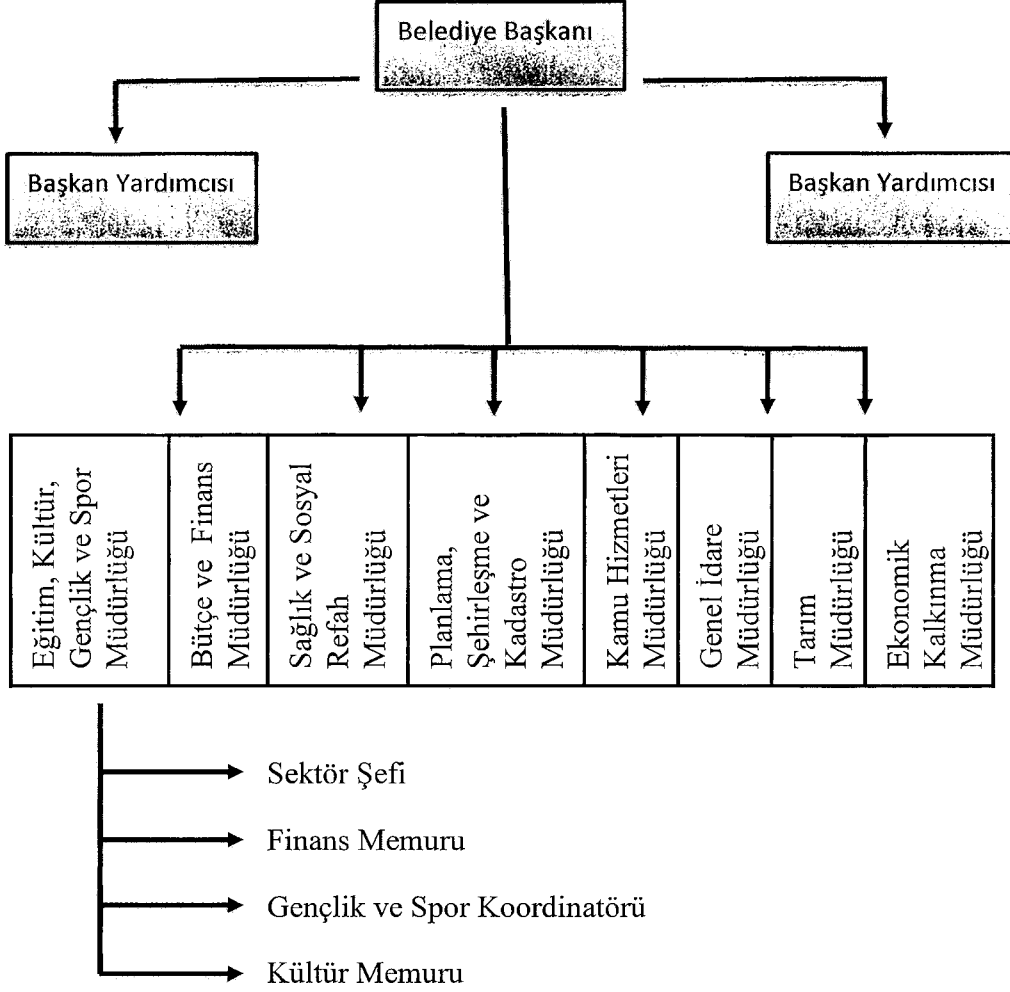 Belediye Başkanı
Başkan Yardımcısı
Başkan Yardımcısı
Eğitim, Kültür,
Gençlik ve Spor
Müdürlüğü
Bütçe ve Finans
Müdürlüğü
Sağlık ve Sosyal
Refah
Müdürlüğü
Planlama,
Şehirleşme ve
Kadastro
Müdürlüğü
Kamu Hizmetleri
Müdürlüğü
Genel İdare
Müdürlüğü
Tarım
Müdürlüğü
Ekonomik
Kalkınma
Müdürlüğü
Sektör Şefi
Finans Memuru
Gençlik ve Spor Koordinatörü
Kültür Memuru